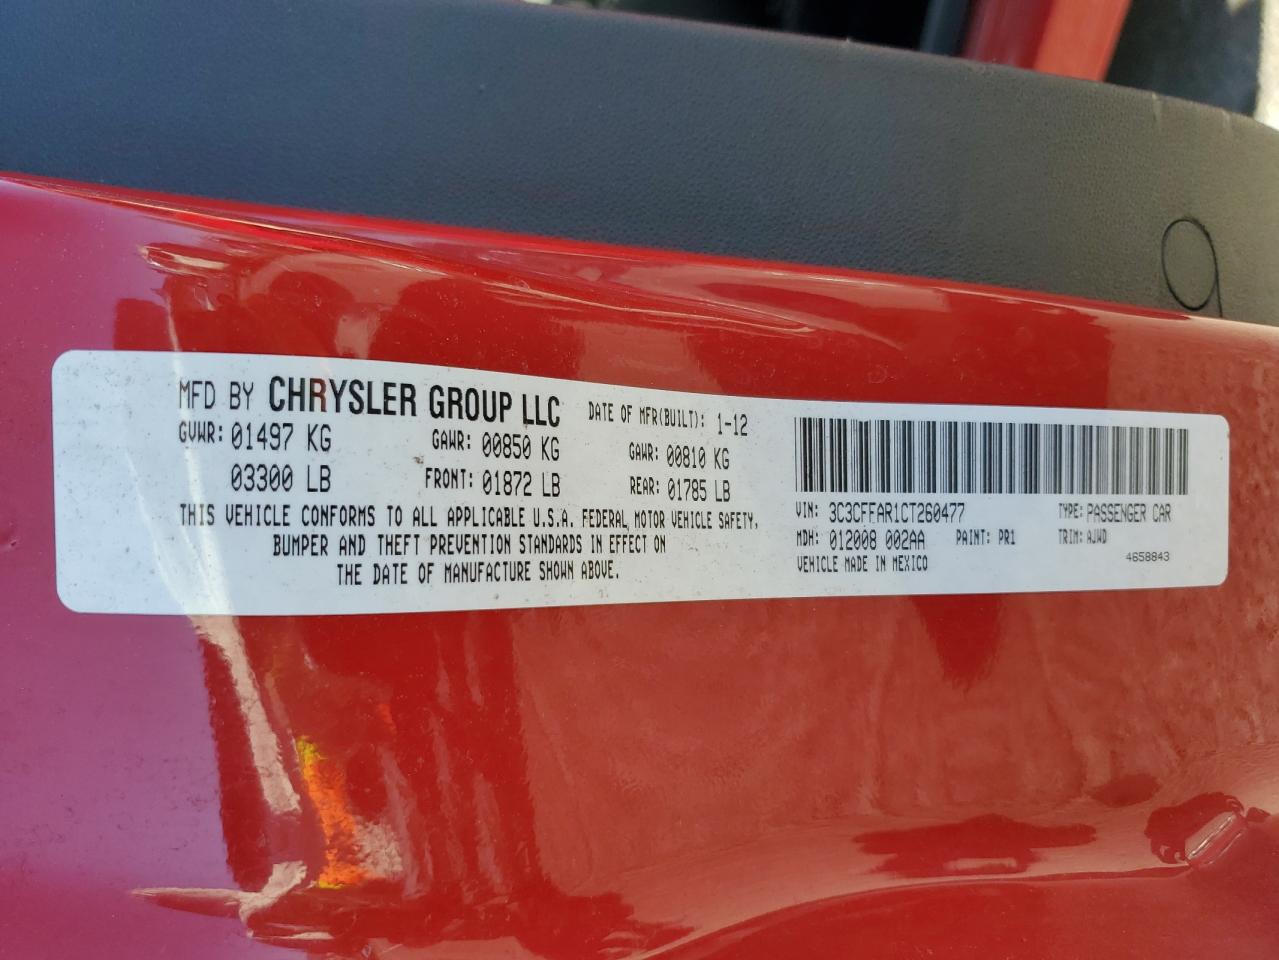 MFD BY CHRYSLER GROUP LLC DATE OF MFR(BUILT): 1-12
GVWR: 01497 KG GAWR: 00850 KG GAWR: 00810 KG
03300 LB FRONT: 01872 LB REAR: 01785 LB
THIS VEHICLE CONFORMS TO ALL APPLICABLE U.S.A. FEDERAL MOTOR VEHICLE SAFETY,
BUMPER AND THEFT PREVENTION STANDARDS IN EFFECT ON
THE DATE OF MANUFACTURE SHOWN ABOVE.
VIN: 3C3CFFAR1CT260477 TYPE: PASSENGER CAR
MDH: 012008 002AA PAINT: PR1 TRIM: AJWD
VEHICLE MADE IN MEXICO 4658843